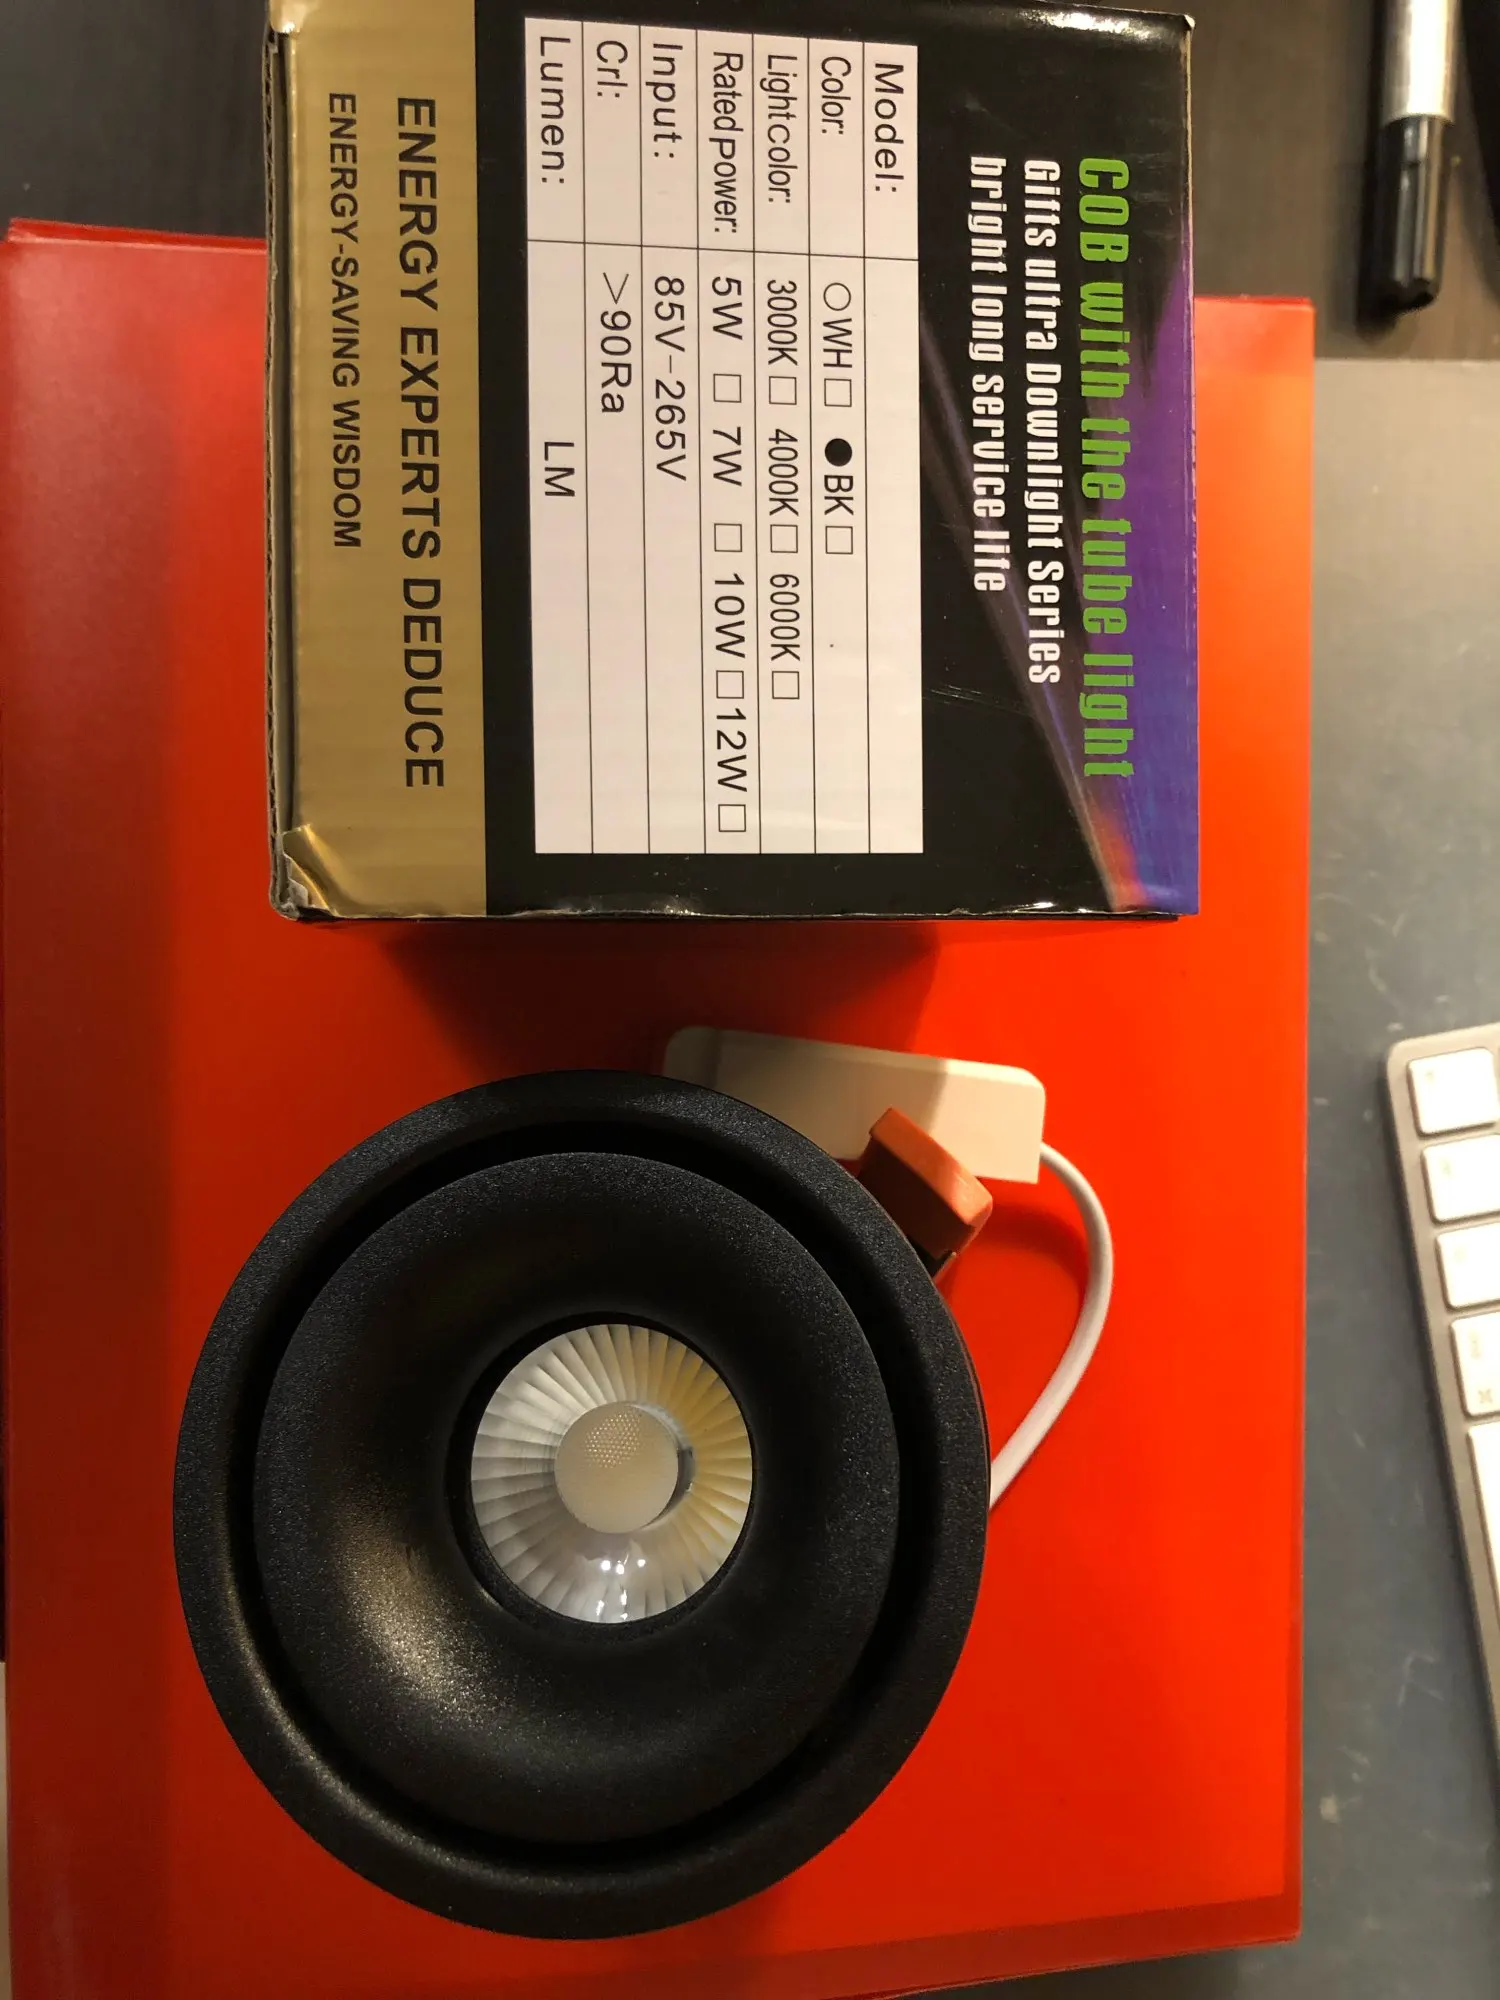 COB with the tube light
Gifts ultra Downlight Series
bright long service life
Model:
Color: ○WH□ ●BK□
Lightcolor: 3000K□ 4000K□ 6000K□
Ratedpower: 5W □ 7W □ 10W□12W□
Input: 85V-265V
Crl: >90Ra
Lumen: LM
ENERGY EXPERTS DEDUCE
ENERGY-SAVING WISDOM